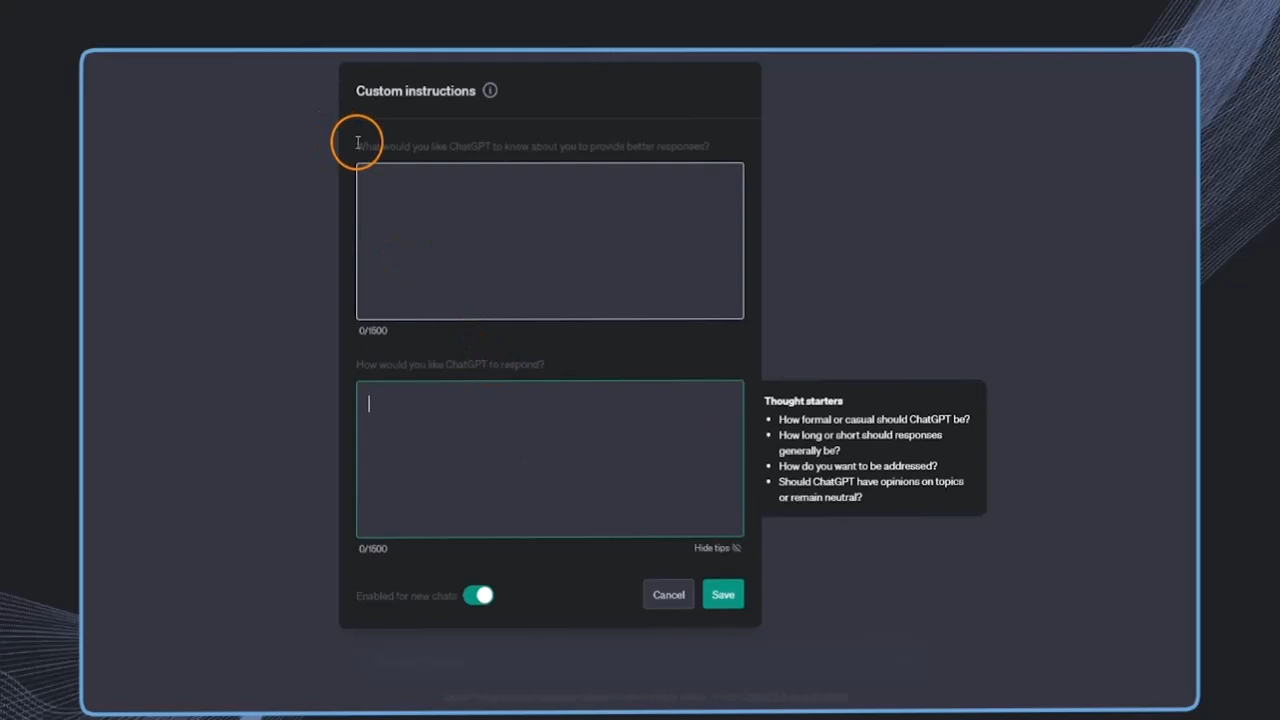 Custom instructions
What would you like ChatGPT to know about you to provide better responses?
0/1500
How would you like ChatGPT to respond?
Thought starters
• How formal or casual should ChatGPT be?
• How long or short should responses
generally be?
• How do you want to be addressed?
• Should ChatGPT have opinions on topics
or remain neutral?
0/1500
Hide tips
Enabled for new chats
Cancel
Save